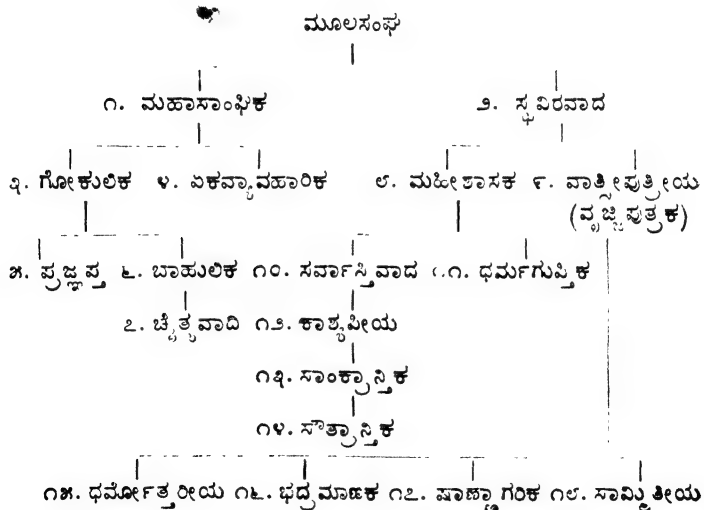 ಮೂಲಸಂಘ
೧. ಮಹಾಸಾಂಘಿಕ ೨. ಸ್ಥವಿರವಾದ
೩. ಗೋಕುಲಿಕ ೪. ಏಕವ್ಯಾವಹಾರಿಕ ೮. ಮಹೀಶಾಸಕ ೯. ವಾತ್ಸೀಪುತ್ರೀಯ
(ವೃಜ್ಜಿಪುತ್ರಕ)
೫. ಪ್ರಜ್ಞಪ್ತ ೬. ಬಾಹುಲಿಕ ೧೦. ಸರ್ವಾಸ್ತಿವಾದ ೧೧. ಧರ್ಮಗುಪ್ತಿಕ
೭. ಚೈತ್ಯವಾದಿ ೧೨. ಕಾಶ್ಯಪೀಯ
೧೩. ಸಾಂಕ್ರಾನ್ತಿಕ
೧೪. ಸೌತ್ರಾನ್ತಿಕ
೧೫. ಧರ್ಮೋತ್ತರೀಯ ೧೬. ಭದ್ರಮಾಣಕ ೧೭. ಷಾಣ್ಣಾಗರಿಕ ೧೮. ಸಾಮ್ಮಿತೀಯ